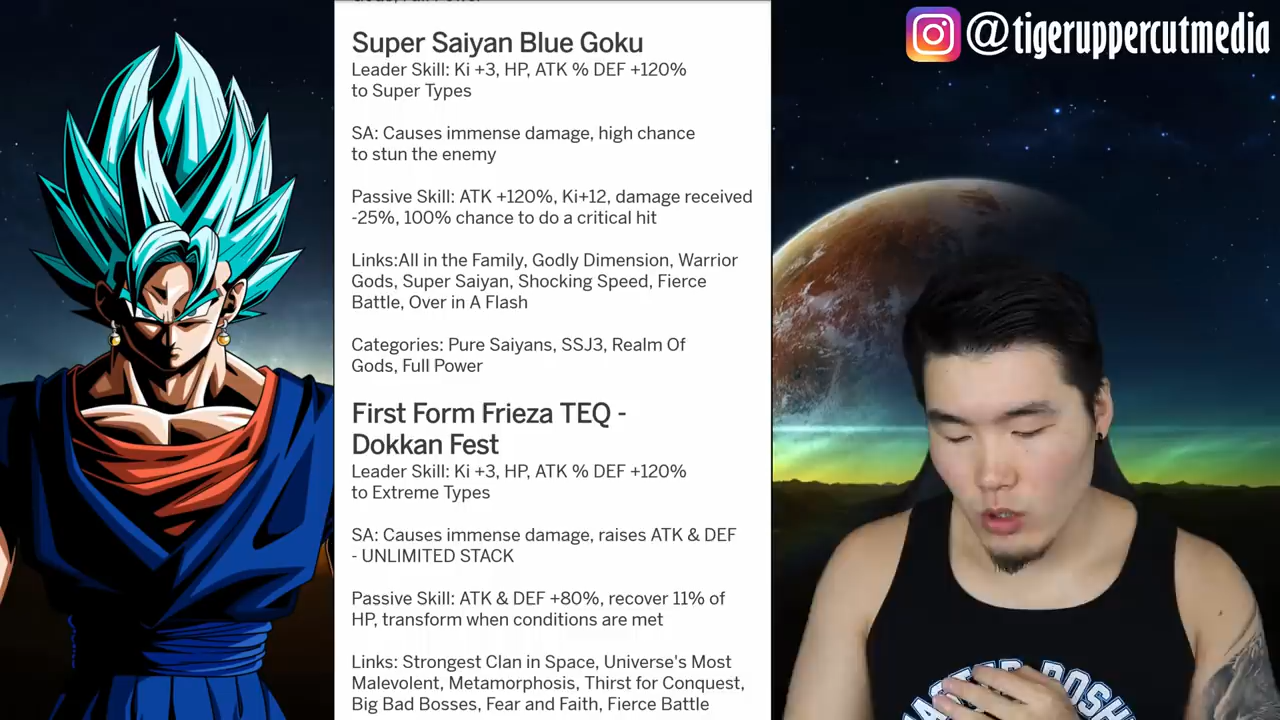 @tigeruppercutmedia
Super Saiyan Blue Goku
Leader Skill: Ki +3, HP, ATK % DEF +120%
to Super Types
SA: Causes immense damage, high chance
to stun the enemy
Passive Skill: ATK +120%, Ki+12, damage received
-25%, 100% chance to do a critical hit
Links:All in the Family, Godly Dimension, Warrior
Gods, Super Saiyan, Shocking Speed, Fierce
Battle, Over in A Flash
Categories: Pure Saiyans, SSJ3, Realm Of
Gods, Full Power
First Form Frieza TEQ -
Dokkan Fest
Leader Skill: Ki +3, HP, ATK % DEF +120%
to Extreme Types
SA: Causes immense damage, raises ATK & DEF
- UNLIMITED STACK
Passive Skill: ATK & DEF +80%, recover 11% of
HP, transform when conditions are met
Links: Strongest Clan in Space, Universe's Most
Malevolent, Metamorphosis, Thirst for Conquest,
Big Bad Bosses, Fear and Faith, Fierce Battle